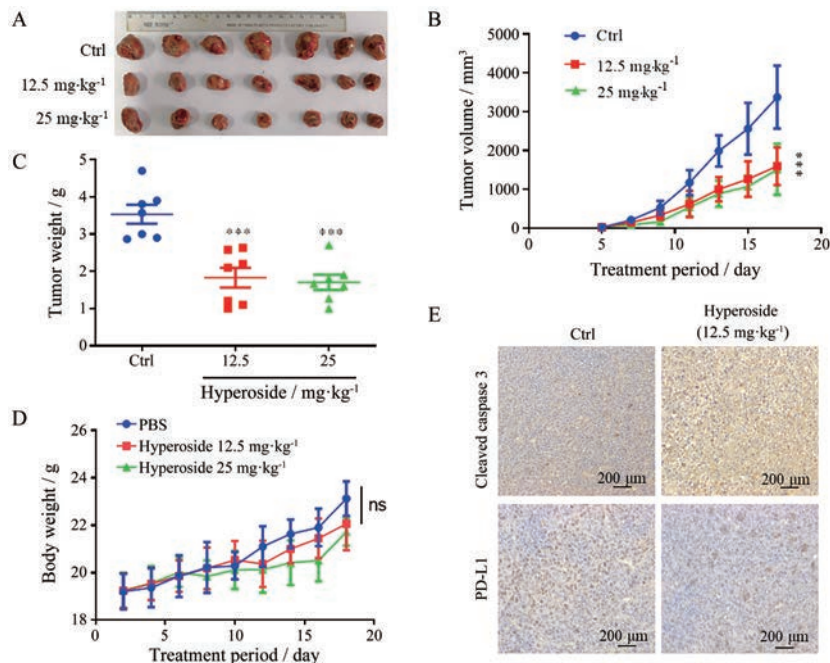 A
Ctrl
12.5 mg·kg⁻¹
25 mg·kg⁻¹
B
Ctrl
12.5 mg·kg⁻¹
25 mg·kg⁻¹
Tumor volume / mm³
5000
4000
3000
2000
1000
0
0 5 10 15 20
Treatment period / day
***
C
Tumor weight / g
5
4
3
2
1
0
*** ***
Ctrl 12.5 25
Hyperoside / mg·kg⁻¹
D
PBS
Hyperoside 12.5 mg·kg⁻¹
Hyperoside 25 mg·kg⁻¹
Body weight / g
26
24
22
20
18
ns
0 5 10 15 20
Treatment period / day
E
Ctrl
Hyperoside
(12.5 mg·kg⁻¹)
Cleaved caspase 3
200 μm
200 μm
PD-L1
200 μm
200 μm